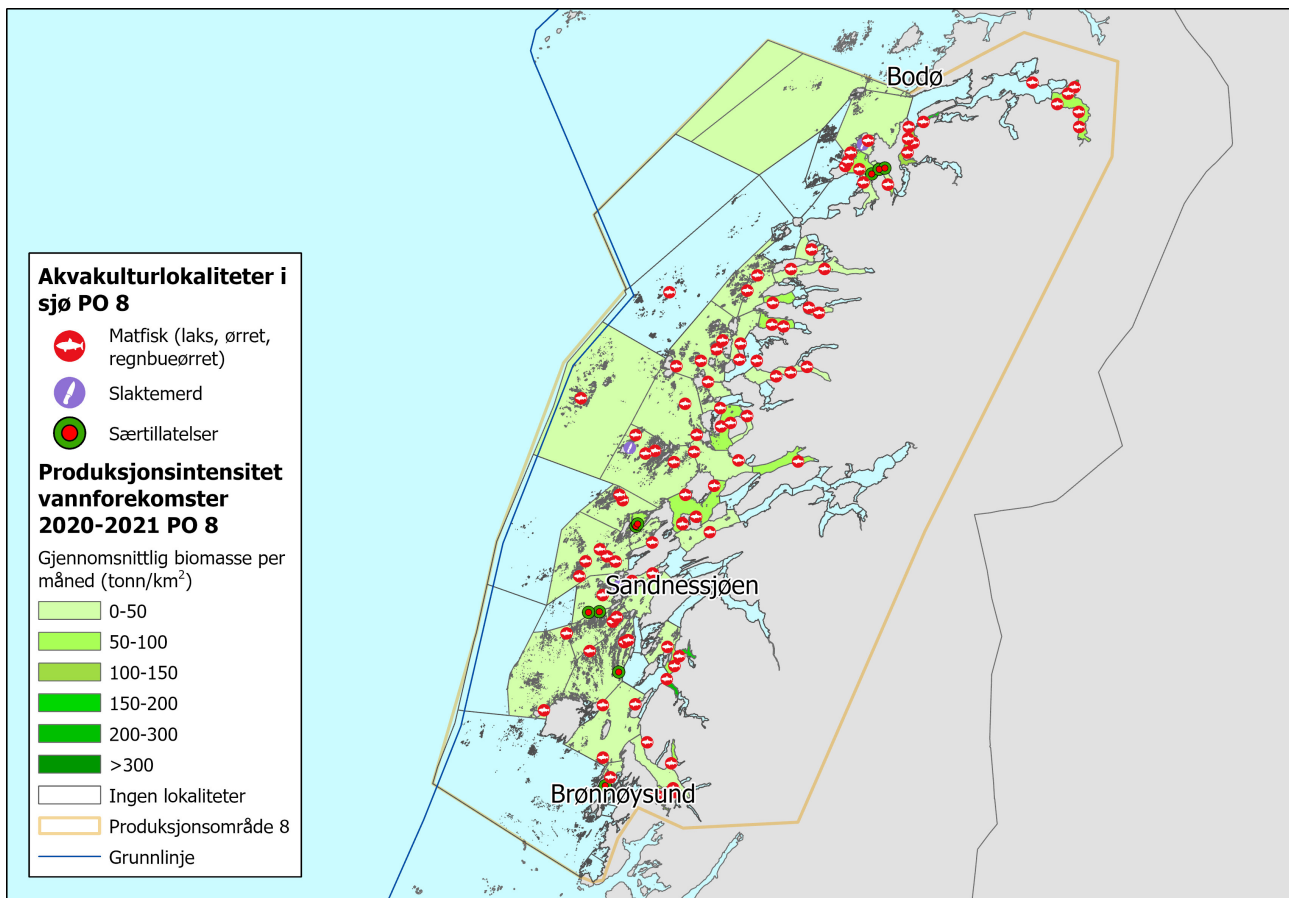 Bodø
Akvakulturlokaliteter i
sjø PO 8
Matfisk (laks, ørret,
regnbueørret)
Slaktemerd
Særtillatelser
Produksjonsintensitet
vannforekomster
2020-2021 PO 8
Gjennomsnittlig biomasse per
måned (tonn/km²)
0-50
50-100
100-150
150-200
200-300
>300
Ingen lokaliteter
Produksjonsområde 8
Grunnlinje
Sandnessjøen
Brønnøysund